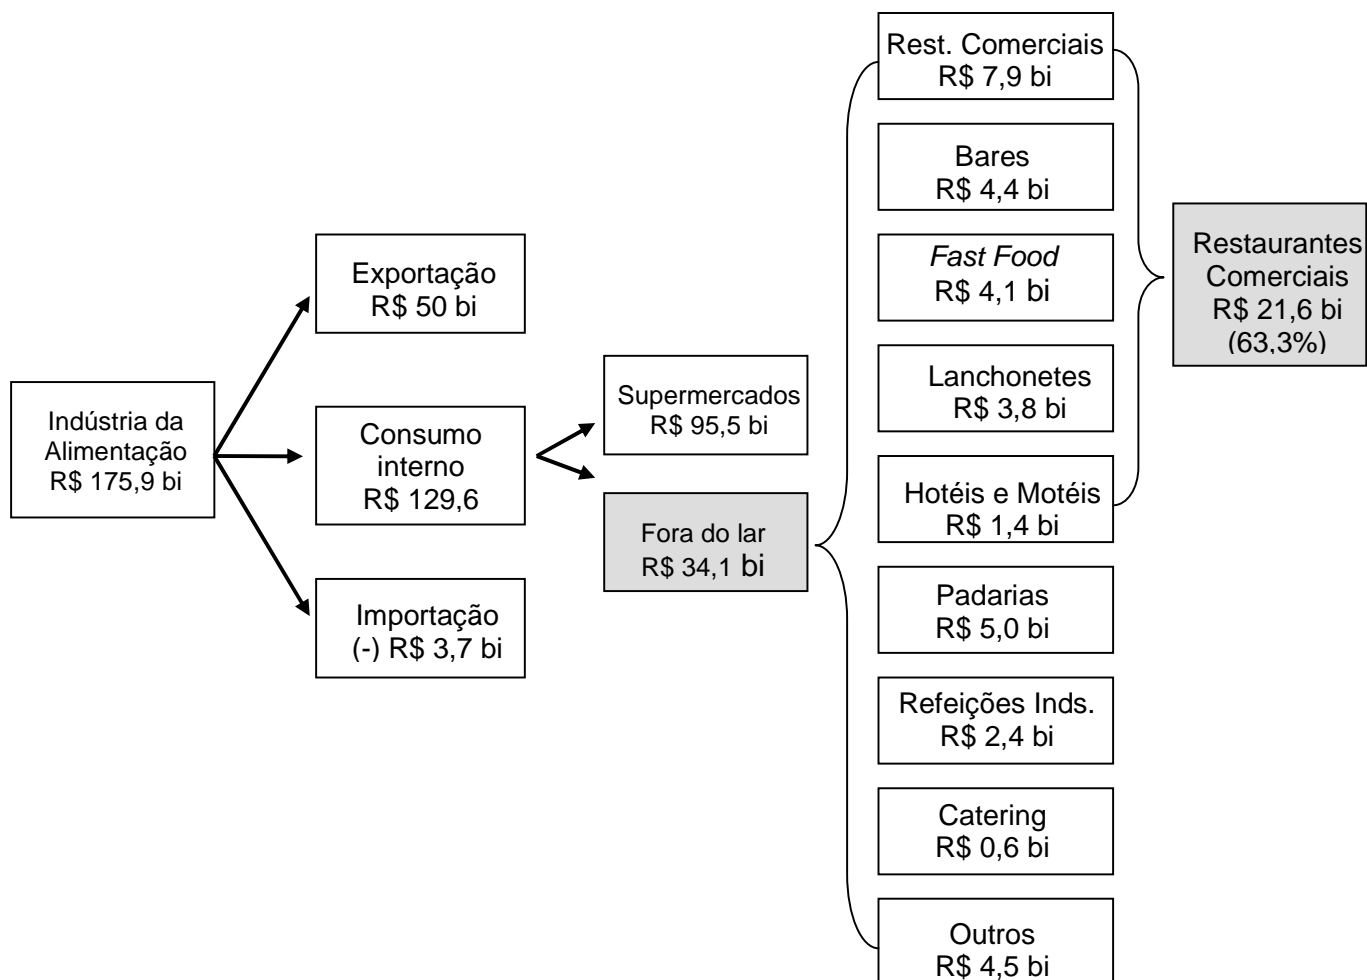 Indústria da
Alimentação
R$ 175,9 bi
Exportação
R$ 50 bi
Consumo
interno
R$ 129,6
Importação
(-) R$ 3,7 bi
Supermercados
R$ 95,5 bi
Fora do lar
R$ 34,1 bi
Rest. Comerciais
R$ 7,9 bi
Bares
R$ 4,4 bi
Fast Food
R$ 4,1 bi
Lanchonetes
R$ 3,8 bi
Hotéis e Motéis
R$ 1,4 bi
Padarias
R$ 5,0 bi
Refeições Inds.
R$ 2,4 bi
Catering
R$ 0,6 bi
Outros
R$ 4,5 bi
Restaurantes
Comerciais
R$ 21,6 bi
(63,3%)